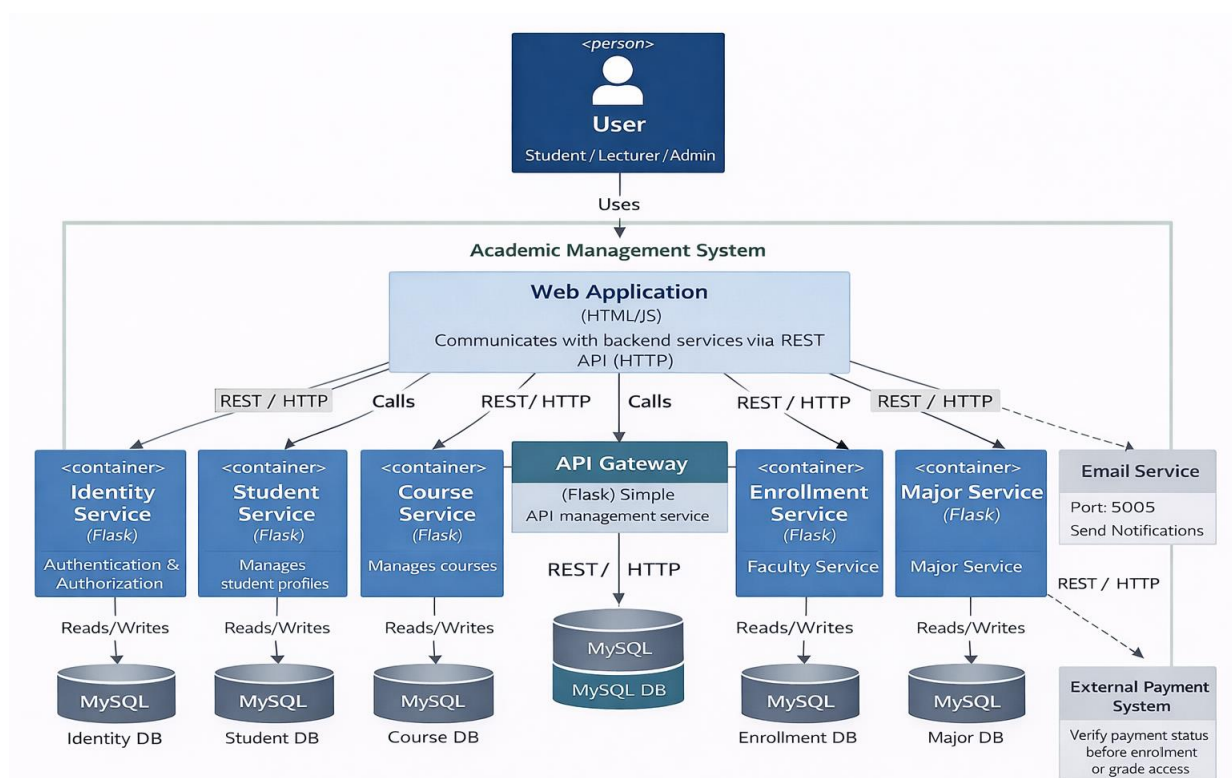 <person>
User
Student / Lecturer / Admin
Uses
Academic Management System
Web Application
(HTML/JS)
Communicates with backend services viia REST
API (HTTP)
REST / HTTP
Calls
REST / HTTP
Calls
REST / HTTP
REST / HTTP
<container>
Identity
Service
(Flask)
Authentication &
Authorization
<container>
Student
Service
(Flask)
Manages
student profiles
<container>
Course
Service
(Flask)
Manages courses
API Gateway
(Flask) Simple
API management service
<container>
Enrollment
Service
(Flask)
Faculty Service
<container>
Major Service
(Flask)
Major Service
Email Service
Port: 5005
Send Notifications
REST / HTTP
REST / HTTP
Reads/Writes
Reads/Writes
Reads/Writes
Reads/Writes
Reads/Writes
MySQL
Identity DB
MySQL
Student DB
MySQL
Course DB
MySQL
MySQL DB
MySQL
Enrollment DB
MySQL
Major DB
External Payment
System
Verify payment status
before enrollment
or grade access